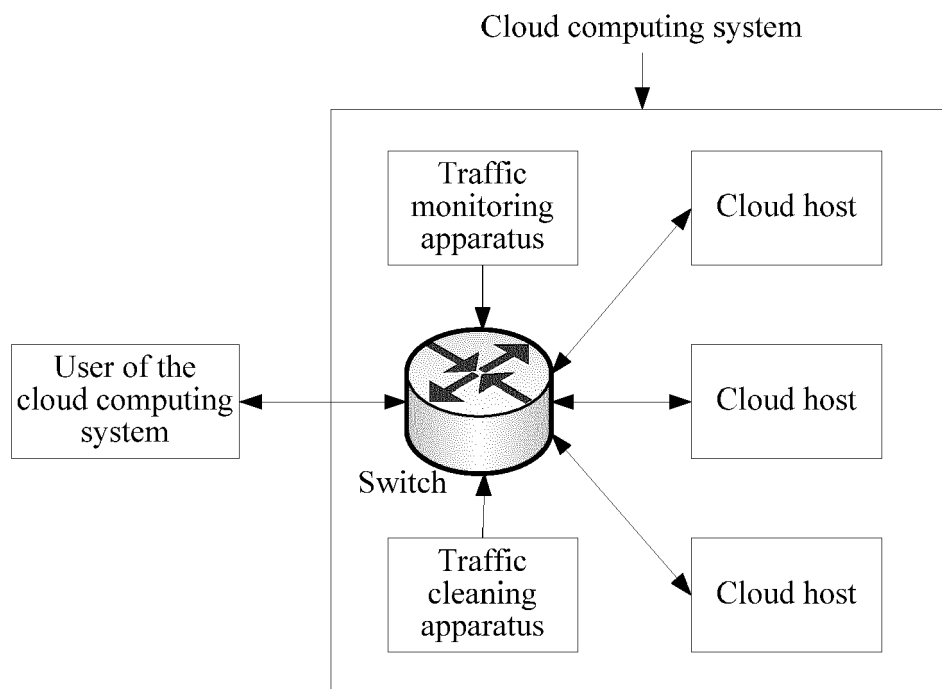 Cloud computing system
Traffic
monitoring
apparatus
Cloud host
User of the
cloud computing
system
Cloud host
Switch
Traffic
cleaning
apparatus
Cloud host